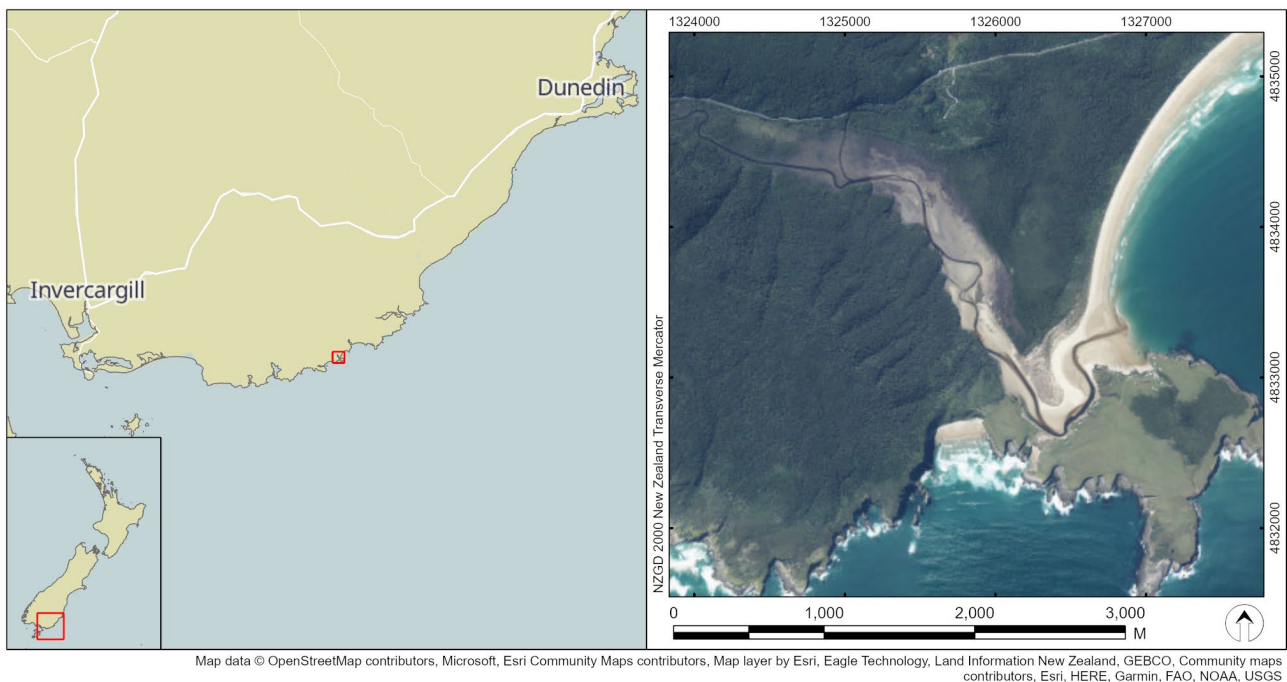 Dunedin
Invercargill
1324000 1325000 1326000 1327000
4835000
4834000
4833000
4832000
NZGD 2000 New Zealand Transverse Mercator
0 1,000 2,000 3,000
M
Map data © OpenStreetMap contributors, Microsoft, Esri Community Maps contributors, Map layer by Esri, Eagle Technology, Land Information New Zealand, GEBCO, Community maps
contributors, Esri, HERE, Garmin, FAO, NOAA, USGS